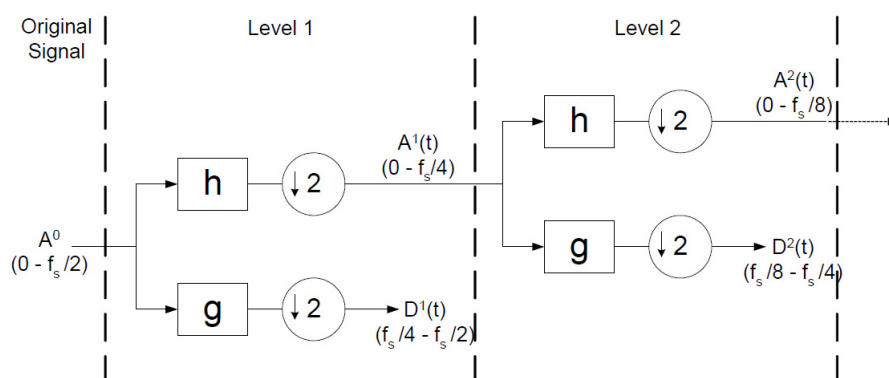 Original
Signal
Level 1
Level 2
A²(t)
(0 - fₛ/8)
h
↓ 2
A¹(t)
(0 - fₛ/4)
h
↓ 2
A⁰
(0 - fₛ/2)
g
↓ 2
D²(t)
(fₛ/8 - fₛ/4)
g
↓ 2
D¹(t)
(fₛ/4 - fₛ/2)